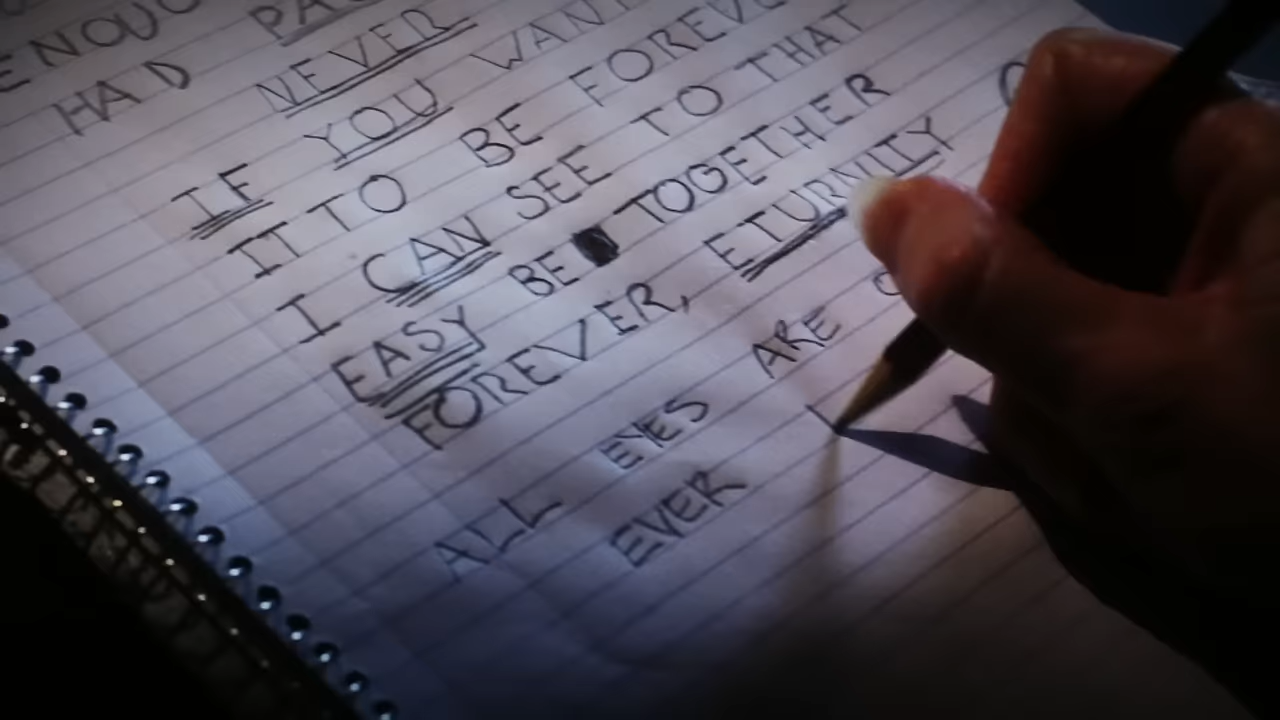 HAD
NEVER
IF YOU WANT
IT TO BE
I CAN SEE TO THAT
EASY BE TOGETHER
FOREVER, ETURNITY
ALL EYES ARE
EVER